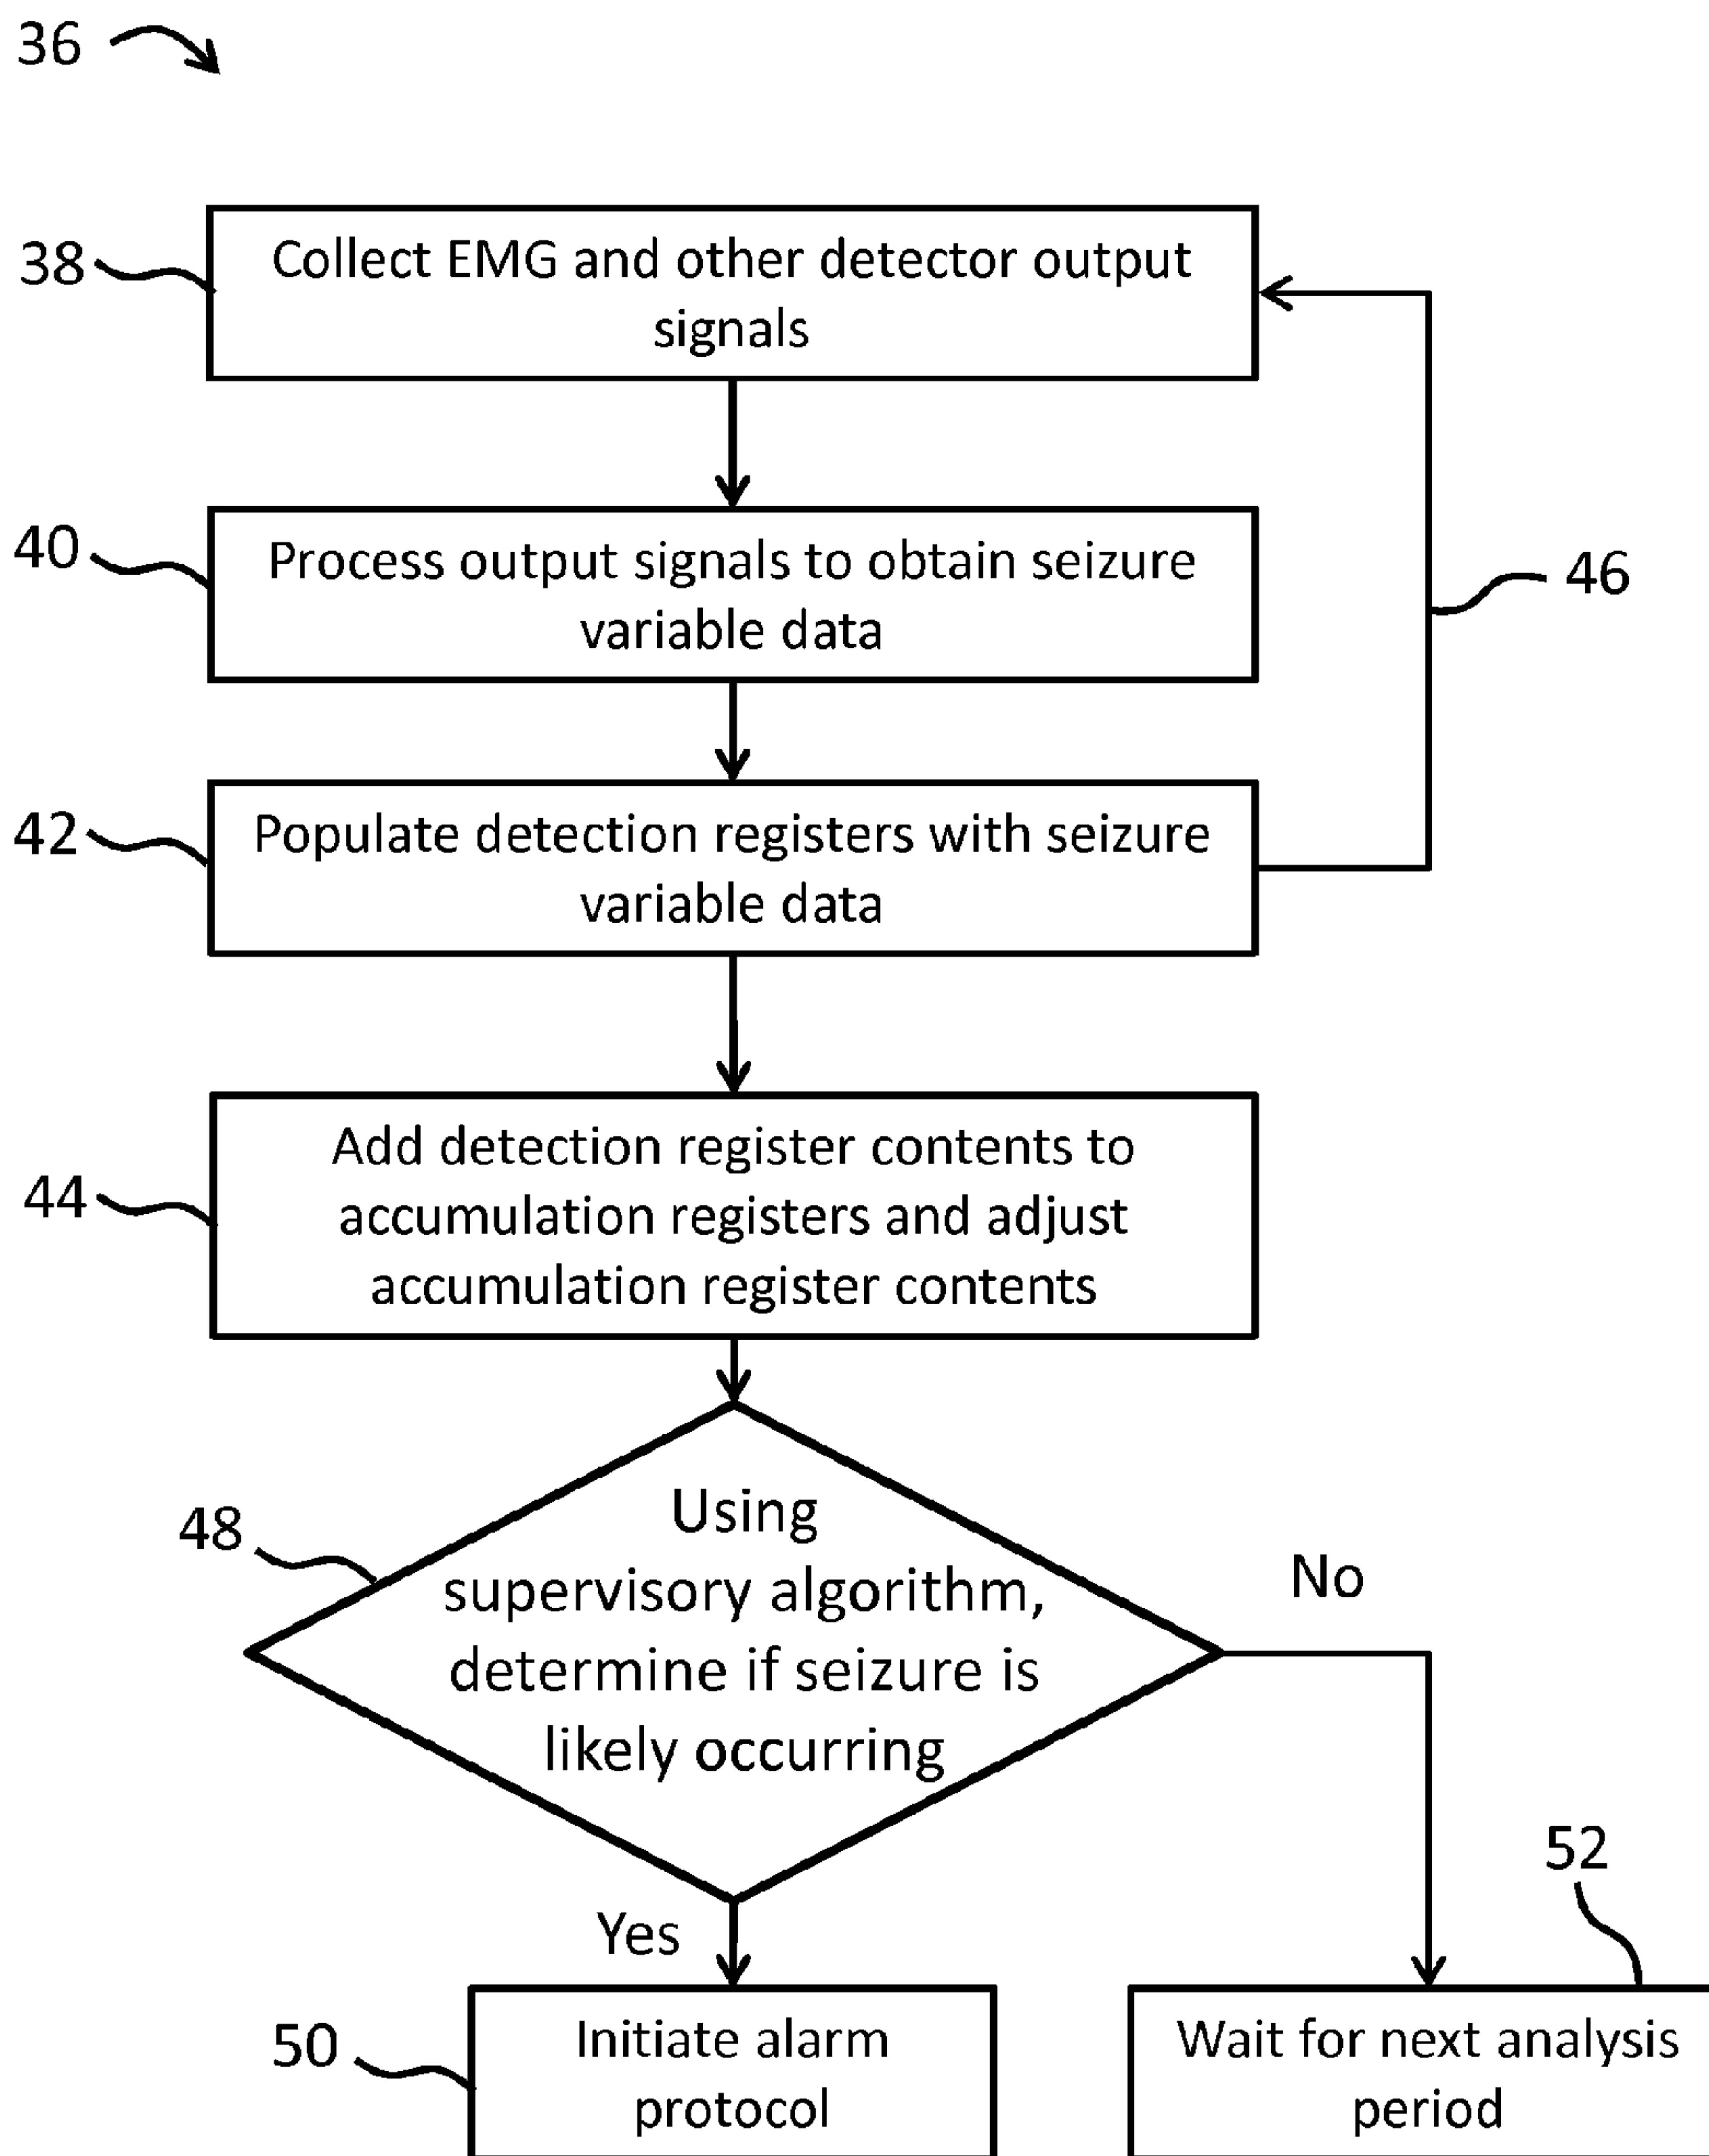 36
38
Collect EMG and other detector output
signals
40
Process output signals to obtain seizure
variable data
46
42
Populate detection registers with seizure
variable data
44
Add detection register contents to
accumulation registers and adjust
accumulation register contents
48
Using
supervisory algorithm,
determine if seizure is
likely occurring
No
Yes
52
50
Initiate alarm
protocol
Wait for next analysis
period